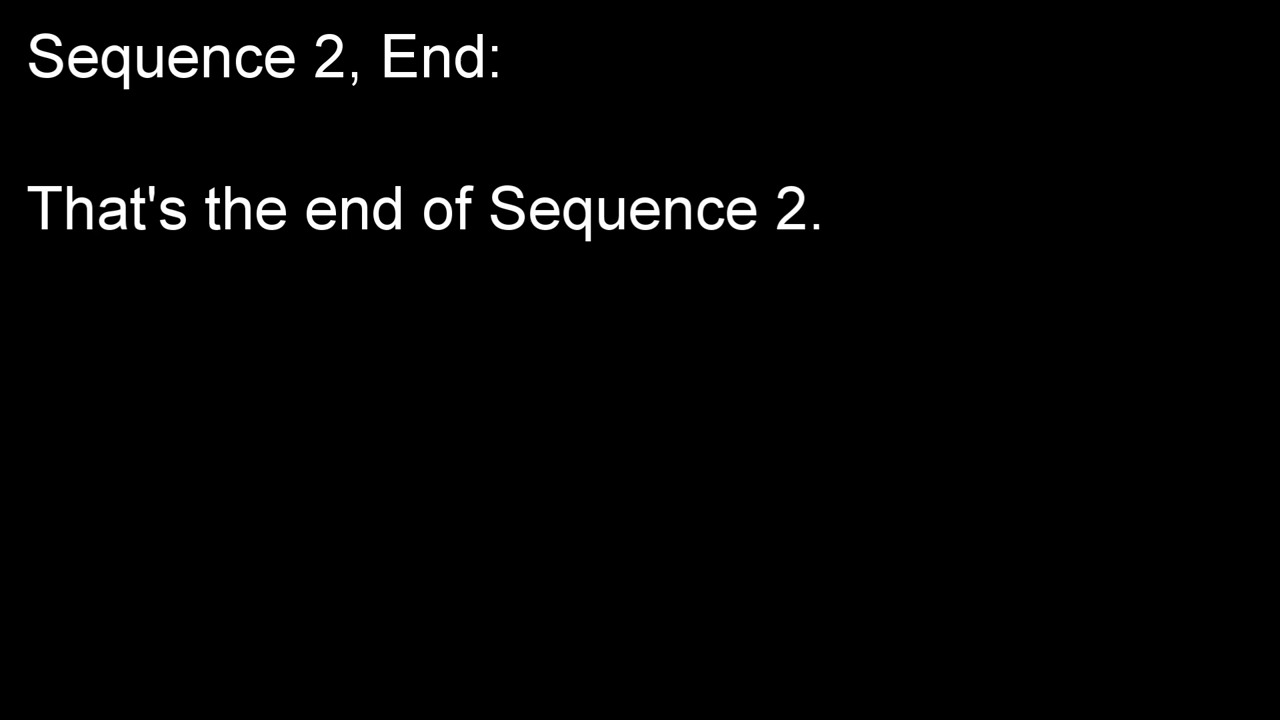 Sequence 2, End:
That's the end of Sequence 2.